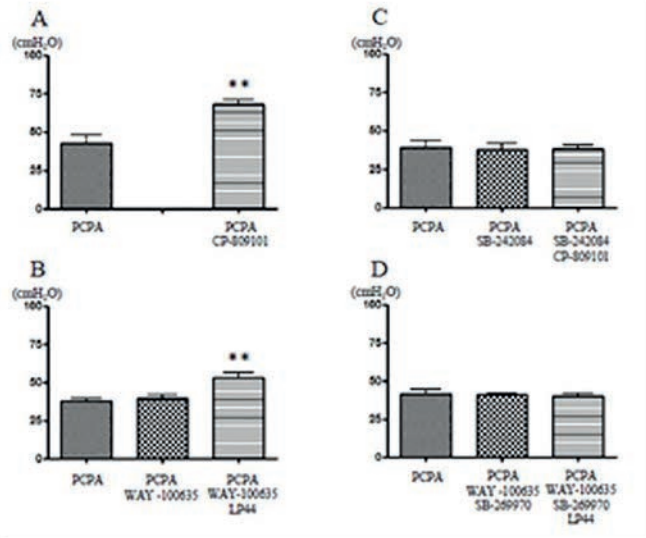 A
(cmH₂O)
100
75
50
25
0
**
PCPA
PCPA
CP-809101
B
(cmH₂O)
100
75
50
25
0
**
PCPA
PCPA
WAY -100635
PCPA
WAY-100635
LP44
C
(cmH₂O)
100
75
50
25
0
PCPA
PCPA
SB-242084
PCPA
SB-242084
CP-809101
D
(cmH₂O)
100
75
50
25
0
PCPA
PCPA
WAY -100635
SB-269970
PCPA
WAY-100635
SB-269970
LP44